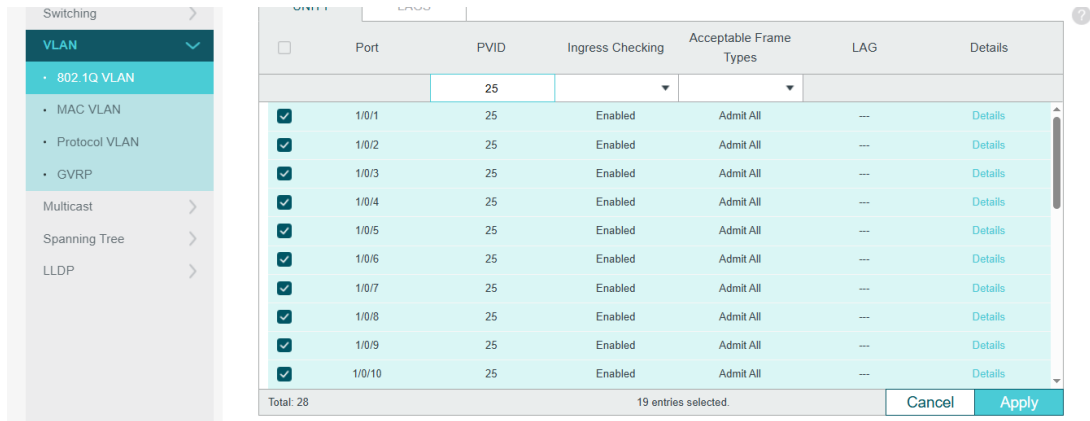 Switching
VLAN
· 802.1Q VLAN
· MAC VLAN
· Protocol VLAN
· GVRP
Multicast
Spanning Tree
LLDP
UNIT1 LAGS
?
Port PVID Ingress Checking Acceptable Frame Types LAG Details
25
1/0/1 25 Enabled Admit All --- Details
1/0/2 25 Enabled Admit All --- Details
1/0/3 25 Enabled Admit All --- Details
1/0/4 25 Enabled Admit All --- Details
1/0/5 25 Enabled Admit All --- Details
1/0/6 25 Enabled Admit All --- Details
1/0/7 25 Enabled Admit All --- Details
1/0/8 25 Enabled Admit All --- Details
1/0/9 25 Enabled Admit All --- Details
1/0/10 25 Enabled Admit All --- Details
Total: 28 19 entries selected. Cancel Apply